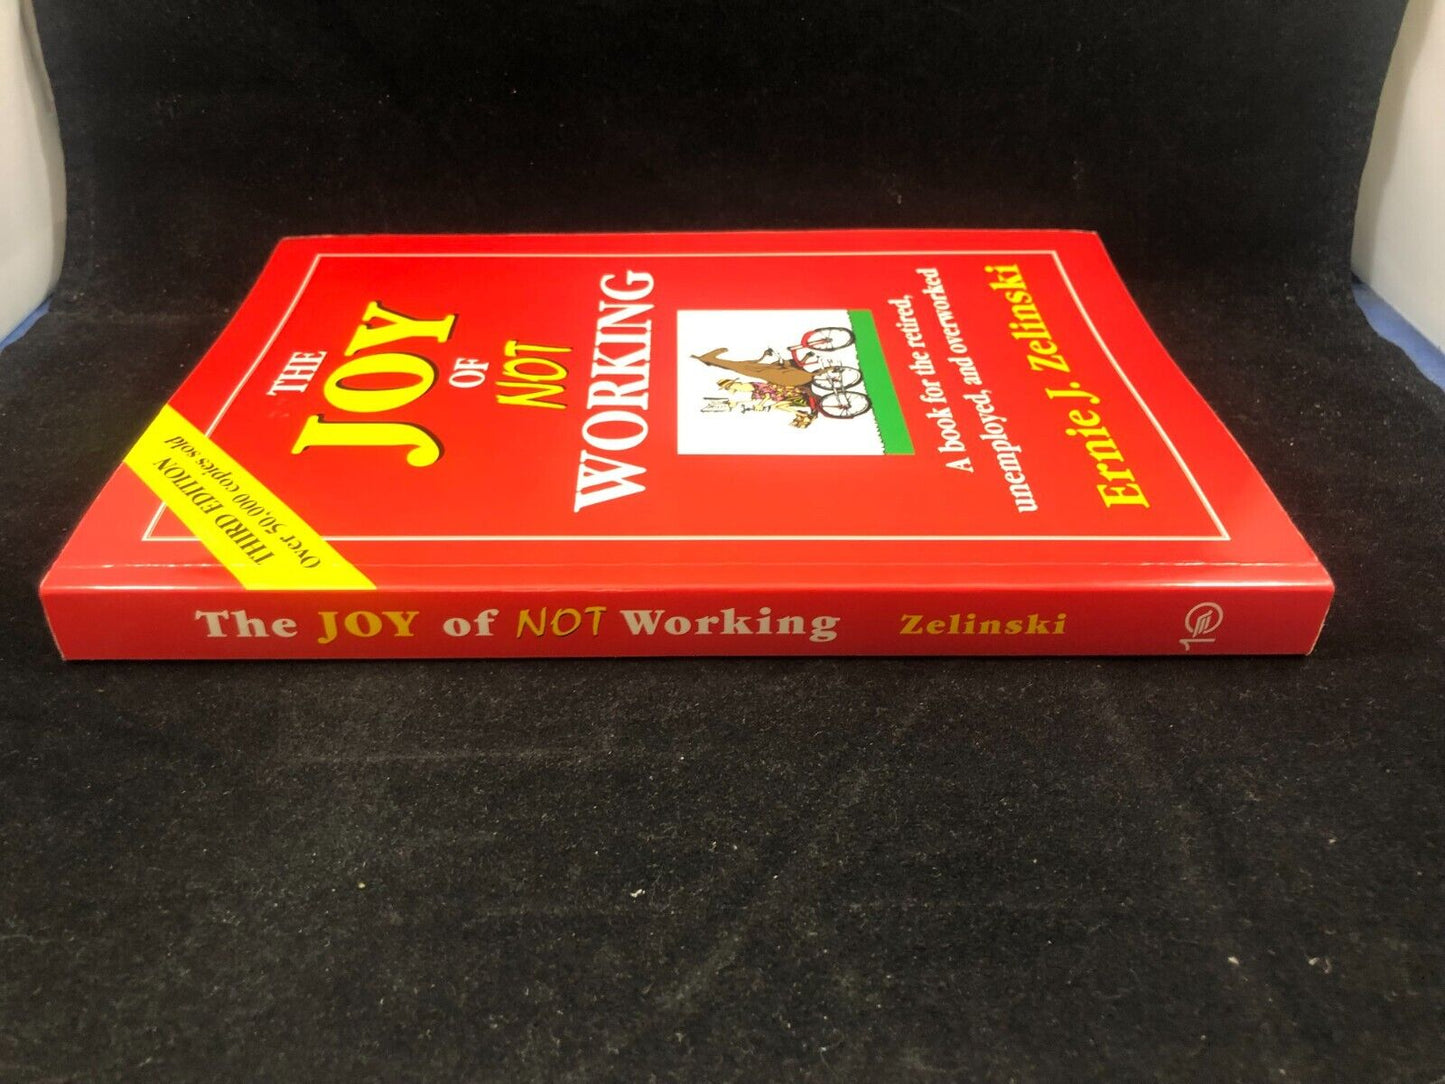 THE
JOY
OF
NOT
WORKING
THIRD EDITION
Over 50,000 copies sold
A book for the retired,
unemployed, and overworked
Ernie J. Zelinski
The JOY of NOT Working Zelinski